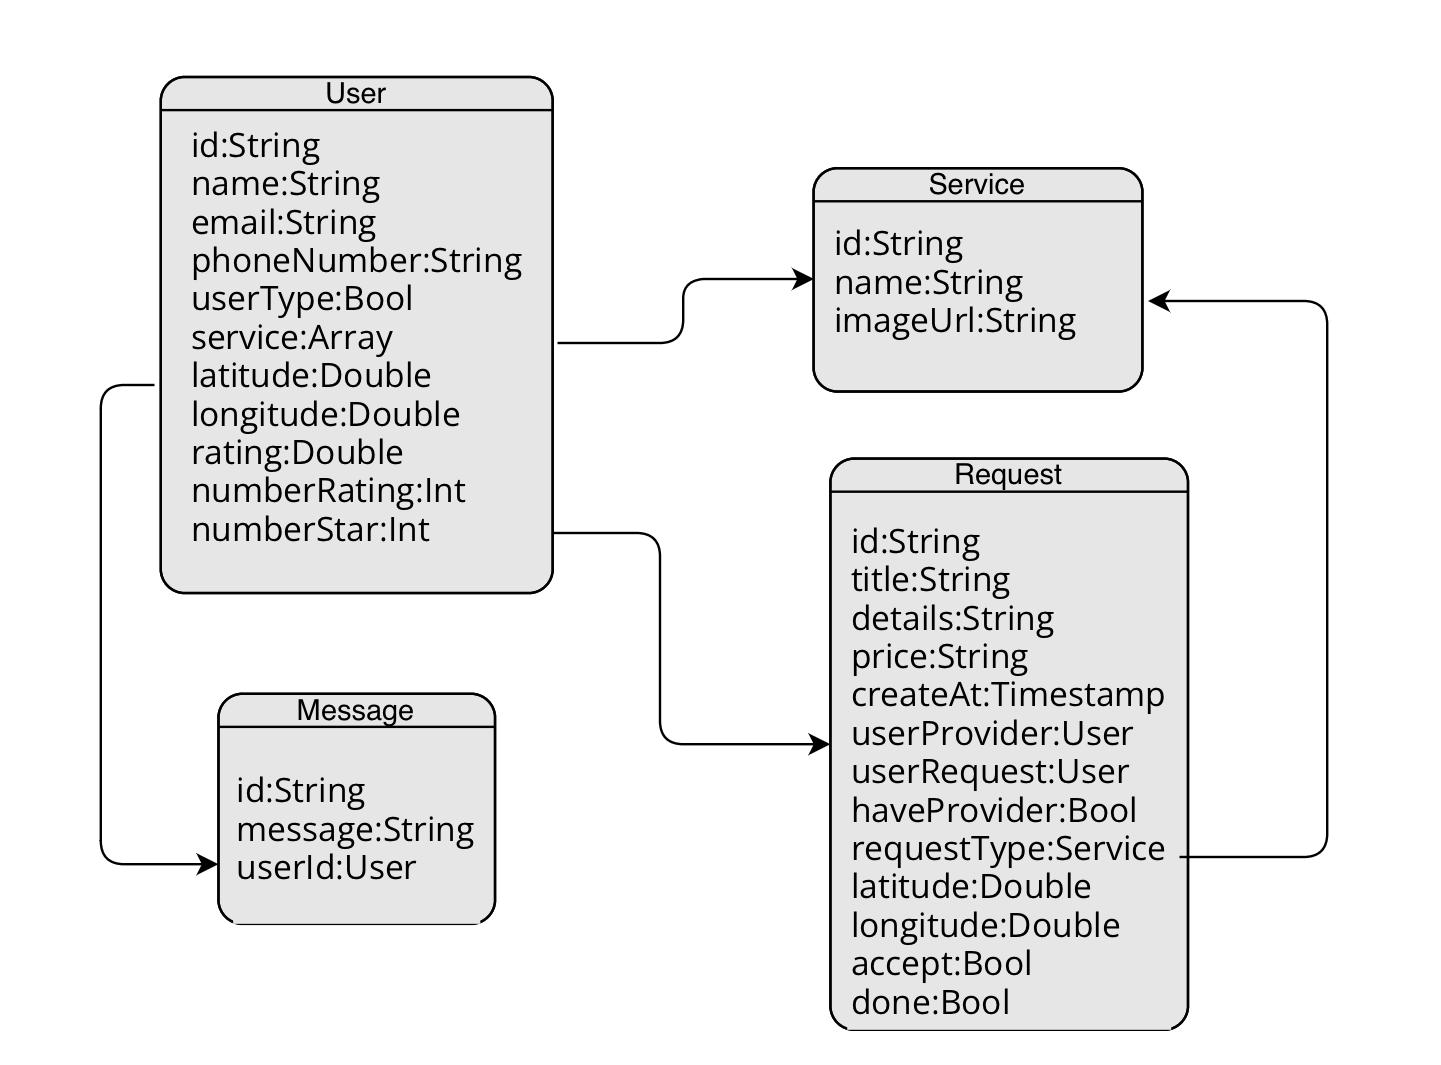 User
id:String
name:String
email:String
phoneNumber:String
userType:Bool
service:Array
latitude:Double
longitude:Double
rating:Double
numberRating:Int
numberStar:Int
Service
id:String
name:String
imageUrl:String
Message
id:String
message:String
userId:User
Request
id:String
title:String
details:String
price:String
createAt:Timestamp
userProvider:User
userRequest:User
haveProvider:Bool
requestType:Service
latitude:Double
longitude:Double
accept:Bool
done:Bool